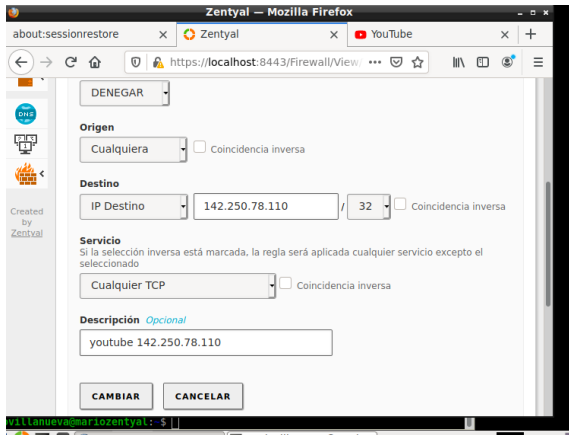 Zentyal — Mozilla Firefox
about:sessionrestore × Zentyal × YouTube × +
https://localhost:8443/Firewall/View/
DENEGAR
Origen
Cualquiera Coincidencia inversa
Destino
IP Destino 142.250.78.110 / 32 Coincidencia inversa
Servicio
Si la selección inversa está marcada, la regla será aplicada cualquier servicio excepto el
seleccionado
Cualquier TCP Coincidencia inversa
Descripción Opcional
youtube 142.250.78.110
CAMBIAR CANCELAR
DNS
Created
by
Zentyal
villanueva@mariozentyal:~$